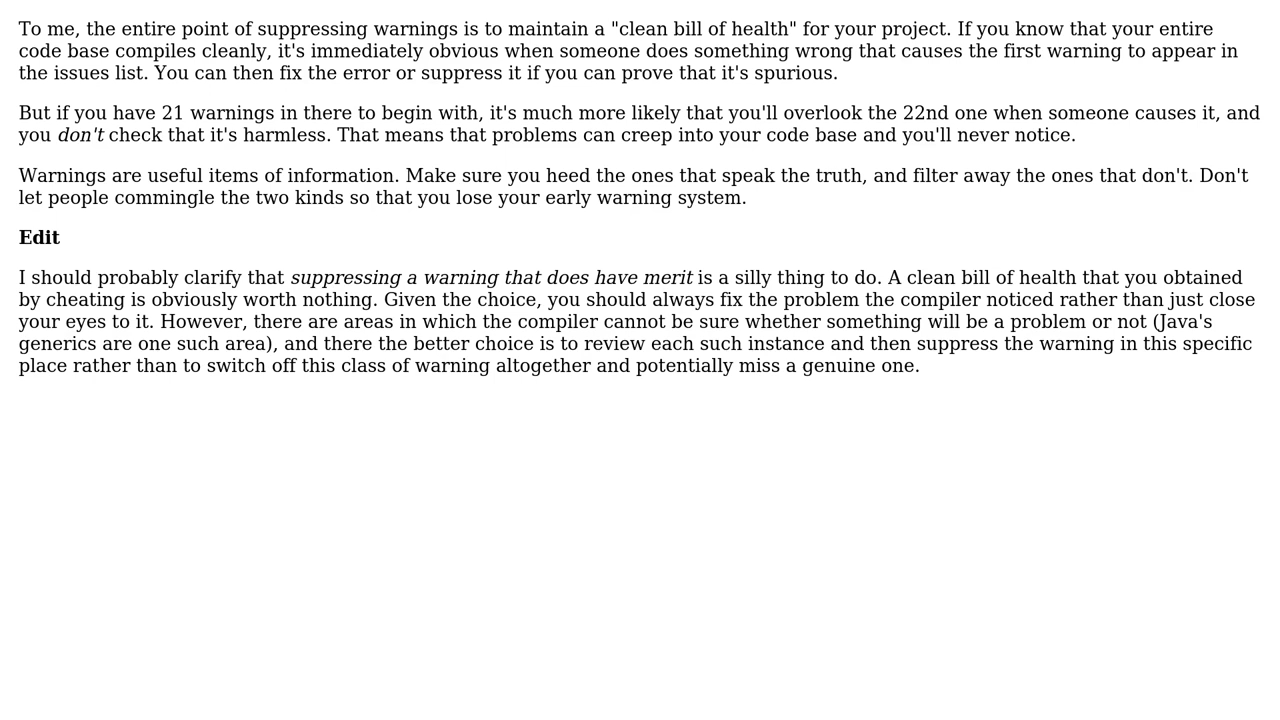 To me, the entire point of suppressing warnings is to maintain a "clean bill of health" for your project. If you know that your entire
code base compiles cleanly, it's immediately obvious when someone does something wrong that causes the first warning to appear in
the issues list. You can then fix the error or suppress it if you can prove that it's spurious.
But if you have 21 warnings in there to begin with, it's much more likely that you'll overlook the 22nd one when someone causes it, and
you don't check that it's harmless. That means that problems can creep into your code base and you'll never notice.
Warnings are useful items of information. Make sure you heed the ones that speak the truth, and filter away the ones that don't. Don't
let people commingle the two kinds so that you lose your early warning system.
Edit
I should probably clarify that suppressing a warning that does have merit is a silly thing to do. A clean bill of health that you obtained
by cheating is obviously worth nothing. Given the choice, you should always fix the problem the compiler noticed rather than just close
your eyes to it. However, there are areas in which the compiler cannot be sure whether something will be a problem or not (Java's
generics are one such area), and there the better choice is to review each such instance and then suppress the warning in this specific
place rather than to switch off this class of warning altogether and potentially miss a genuine one.